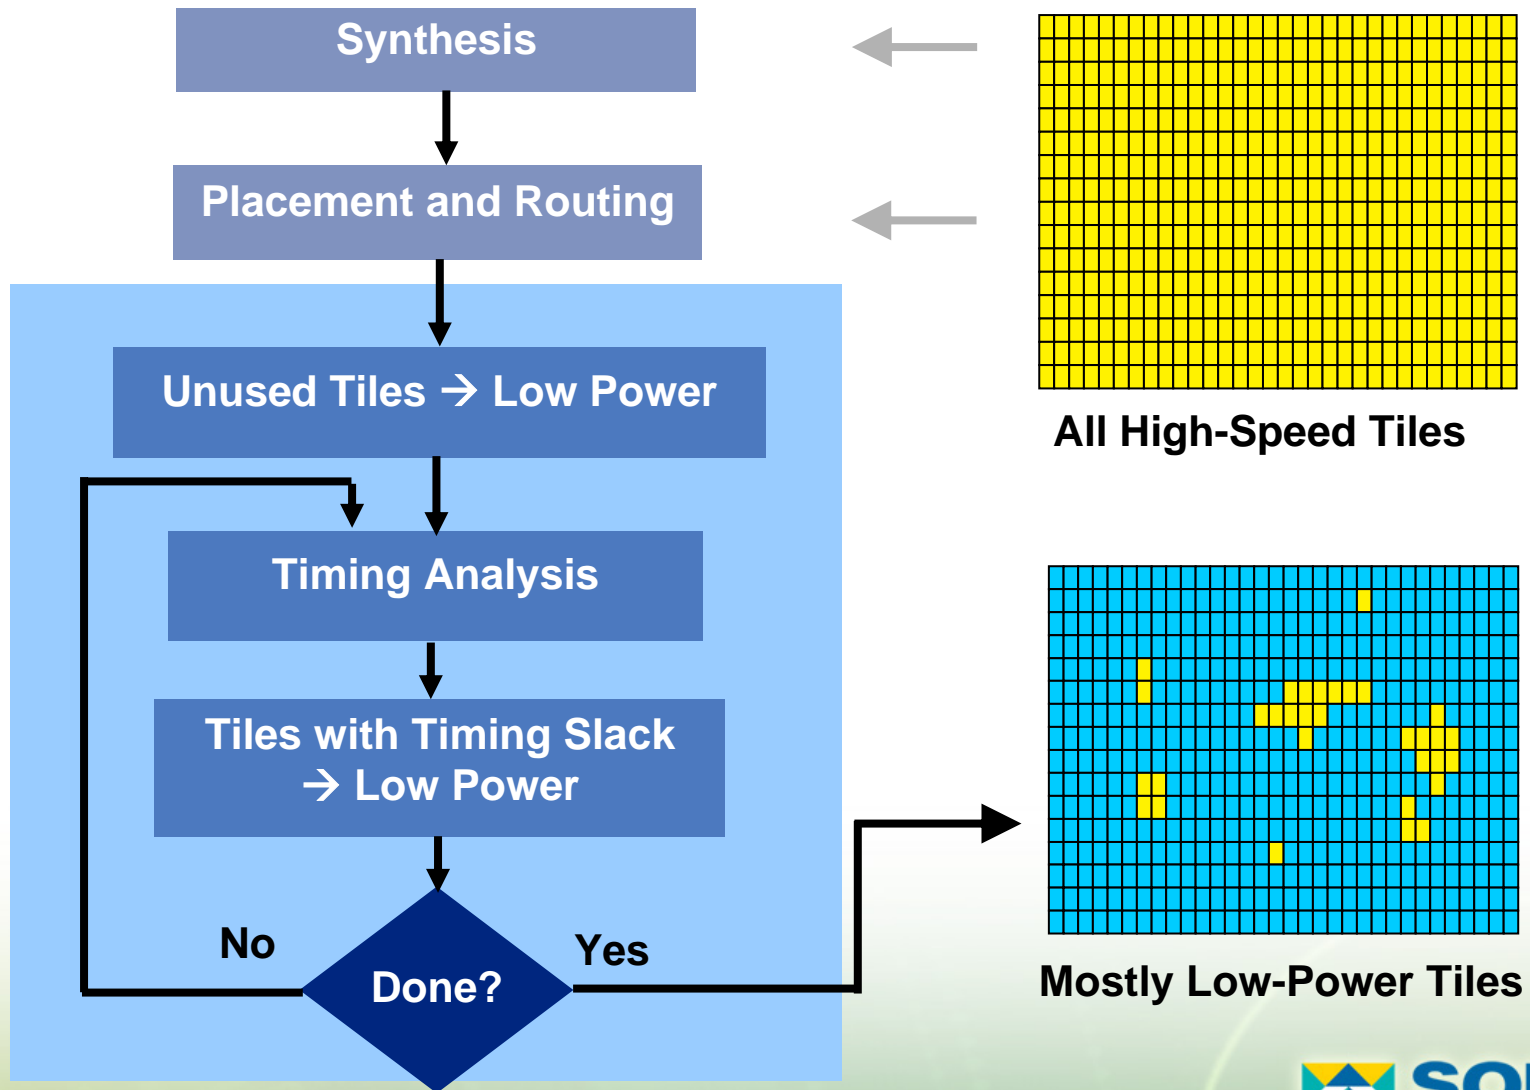 Synthesis
Placement and Routing
Unused Tiles → Low Power
Timing Analysis
Tiles with Timing Slack
→ Low Power
Done?
No
Yes
All High-Speed Tiles
Mostly Low-Power Tiles